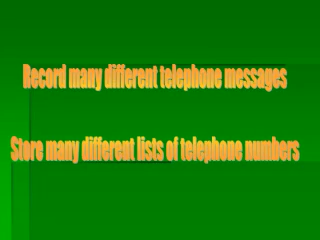 Record many different telephone messages
Store many different lists of telephone numbers